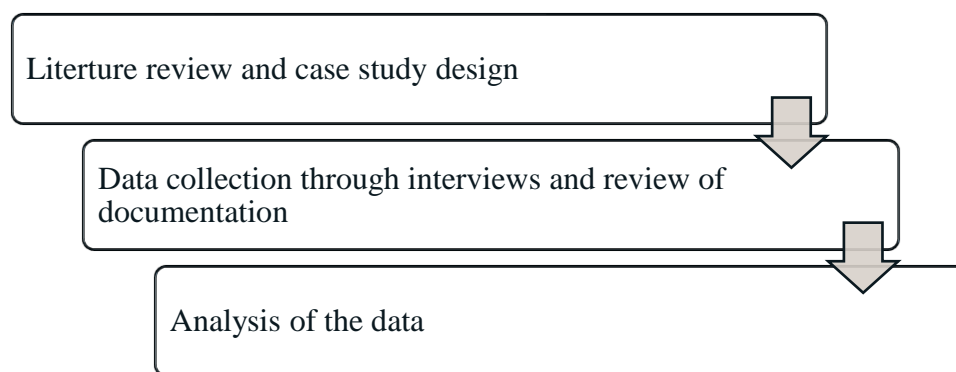 Literture review and case study design
Data collection through interviews and review of
documentation
Analysis of the data